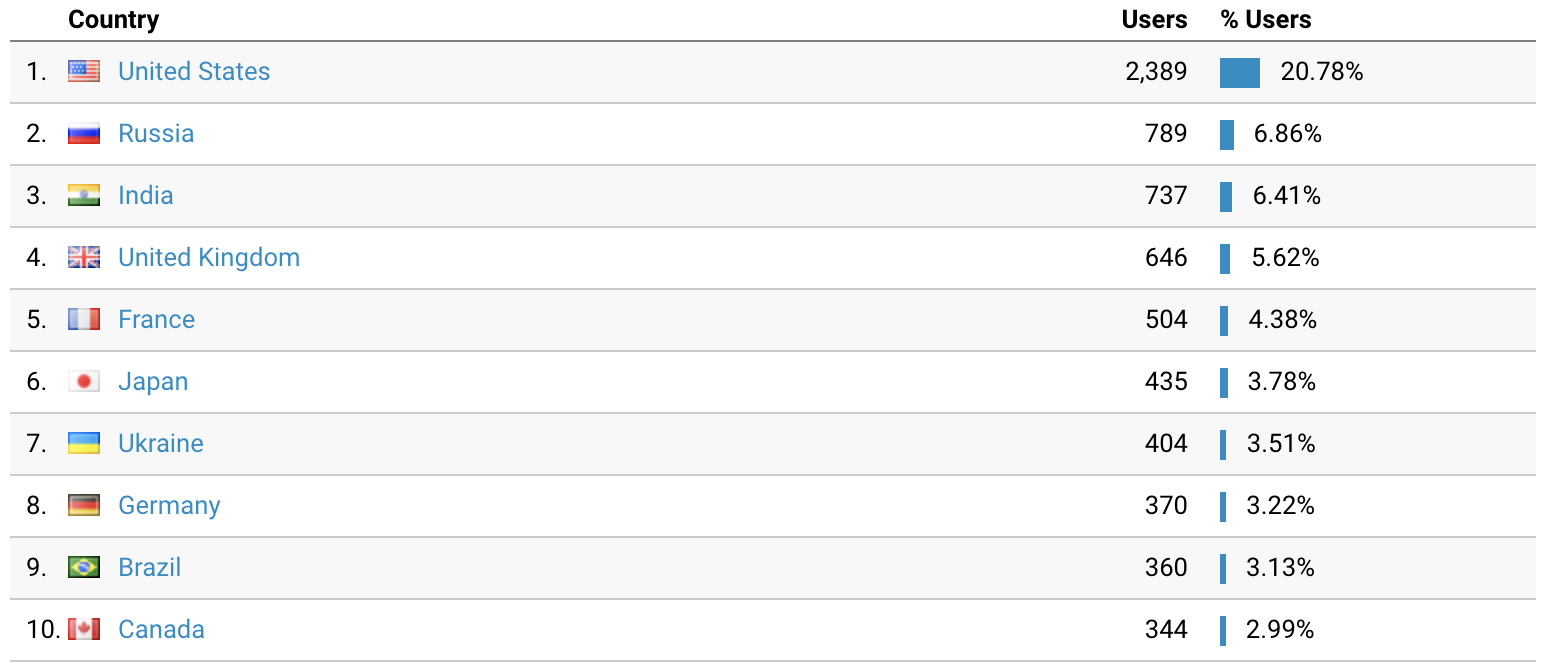 Country Users % Users
1. United States 2,389 20.78%
2. Russia 789 6.86%
3. India 737 6.41%
4. United Kingdom 646 5.62%
5. France 504 4.38%
6. Japan 435 3.78%
7. Ukraine 404 3.51%
8. Germany 370 3.22%
9. Brazil 360 3.13%
10. Canada 344 2.99%